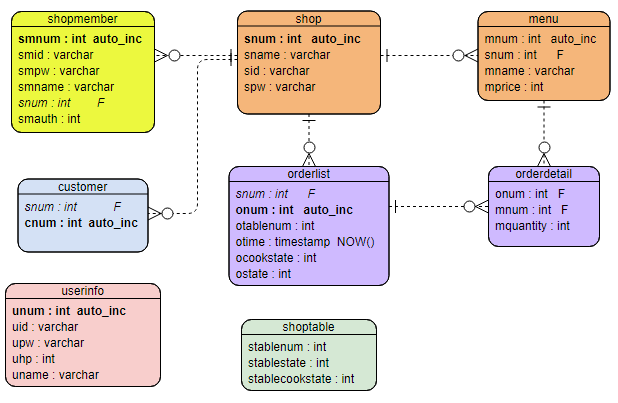 shopmember
smnum : int auto_inc
smid : varchar
smpw : varchar
smname : varchar
snum : int F
smauth : int
shop
snum : int auto_inc
sname : varchar
sid : varchar
spw : varchar
menu
mnum : int auto_inc
snum : int F
mname : varchar
mprice : int
customer
snum : int F
cnum : int auto_inc
orderlist
snum : int F
onum : int auto_inc
otablenum : int
otime : timestamp NOW()
ocookstate : int
ostate : int
orderdetail
onum : int F
mnum : int F
mquantity : int
userinfo
unum : int auto_inc
uid : varchar
upw : varchar
uhp : int
uname : varchar
shoptable
stablenum : int
stablestate : int
stablecookstate : int